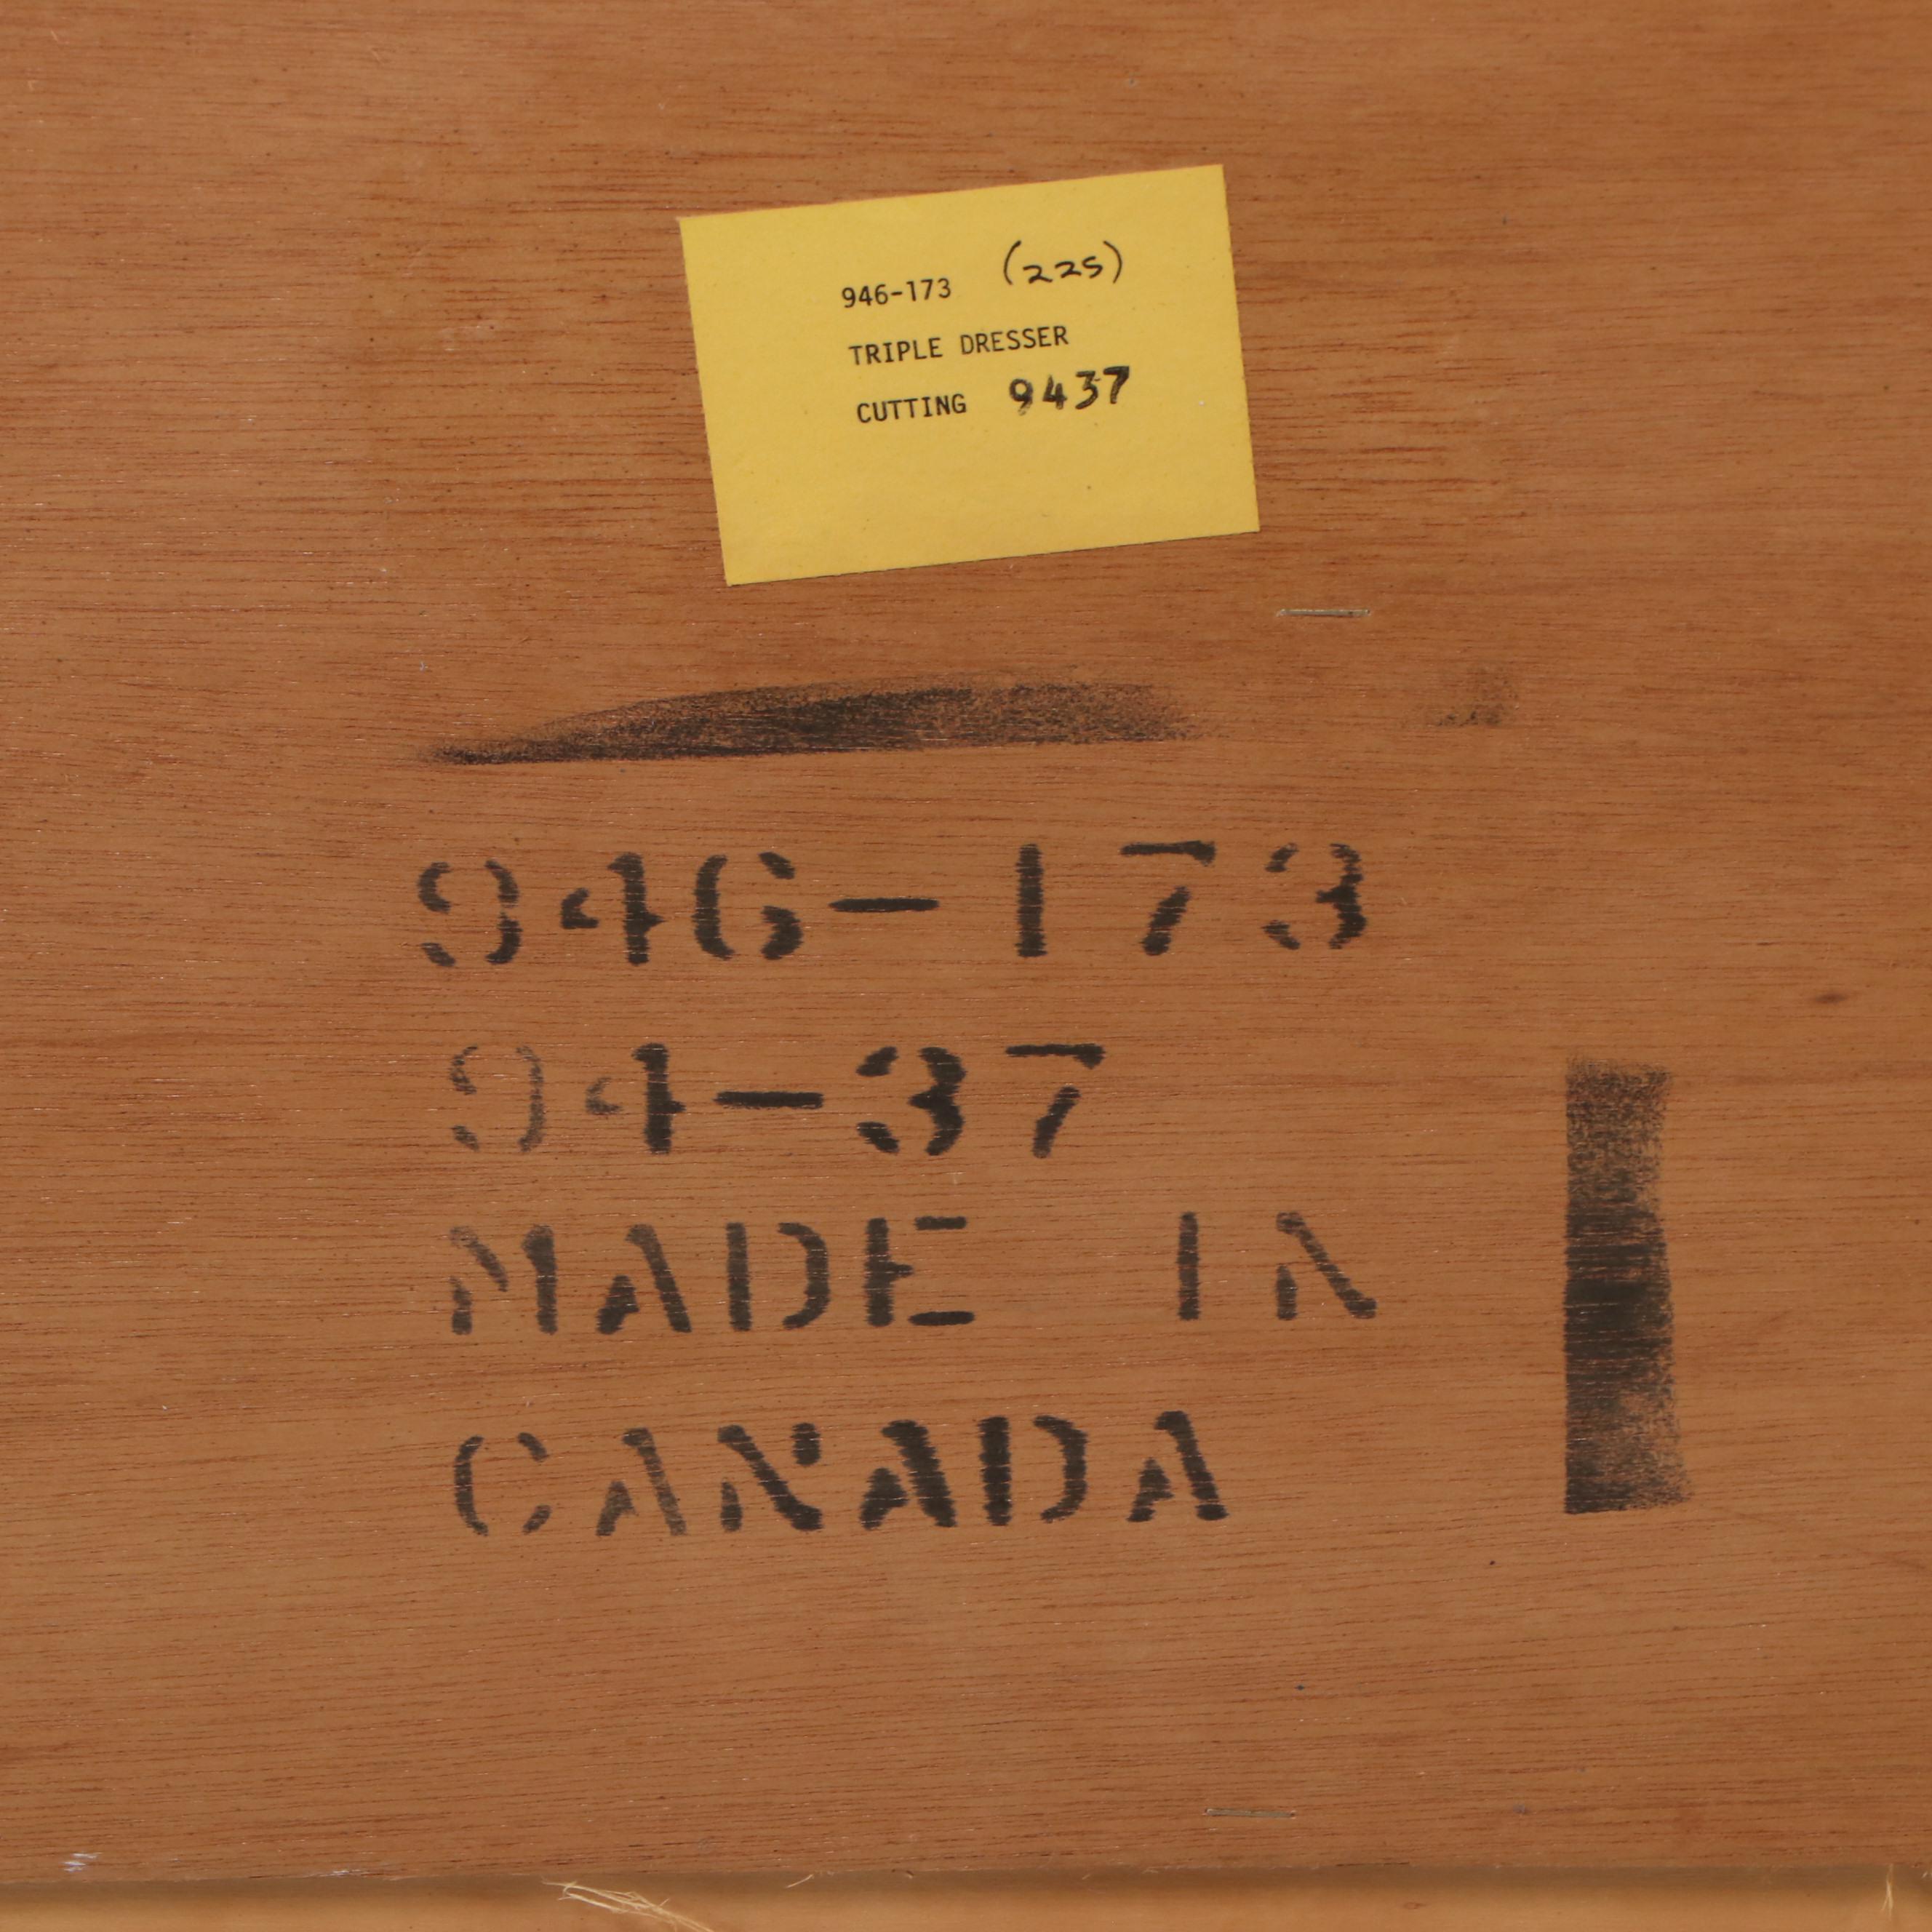 946-173 (225)
TRIPLE DRESSER
CUTTING 9437
946-173
94-37
MADE IN
CANADA